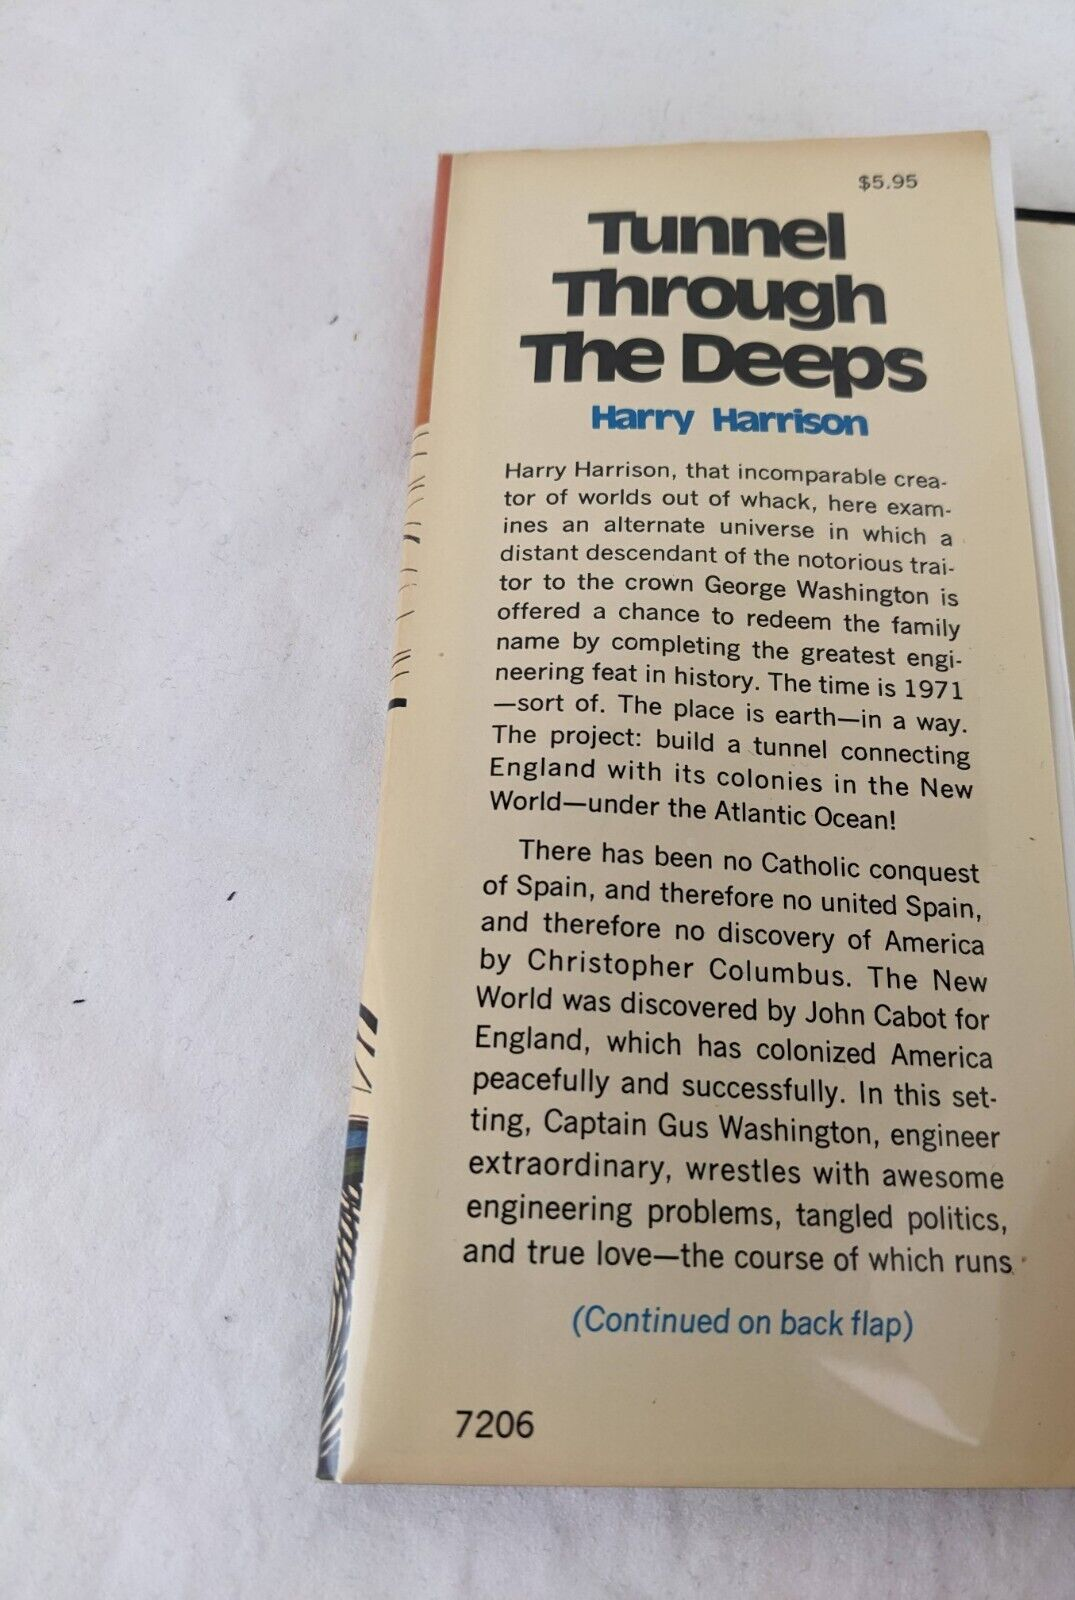 $5.95
Tunnel
Through
The Deeps
Harry Harrison
Harry Harrison, that incomparable crea-
tor of worlds out of whack, here exam-
ines an alternate universe in which a
distant descendant of the notorious trai-
tor to the crown George Washington is
offered a chance to redeem the family
name by completing the greatest engi-
neering feat in history. The time is 1971
—sort of. The place is earth—in a way.
The project: build a tunnel connecting
England with its colonies in the New
World—under the Atlantic Ocean!
There has been no Catholic conquest
of Spain, and therefore no united Spain,
and therefore no discovery of America
by Christopher Columbus. The New
World was discovered by John Cabot for
England, which has colonized America
peacefully and successfully. In this set-
ting, Captain Gus Washington, engineer
extraordinary, wrestles with awesome
engineering problems, tangled politics,
and true love—the course of which runs
(Continued on back flap)
7206